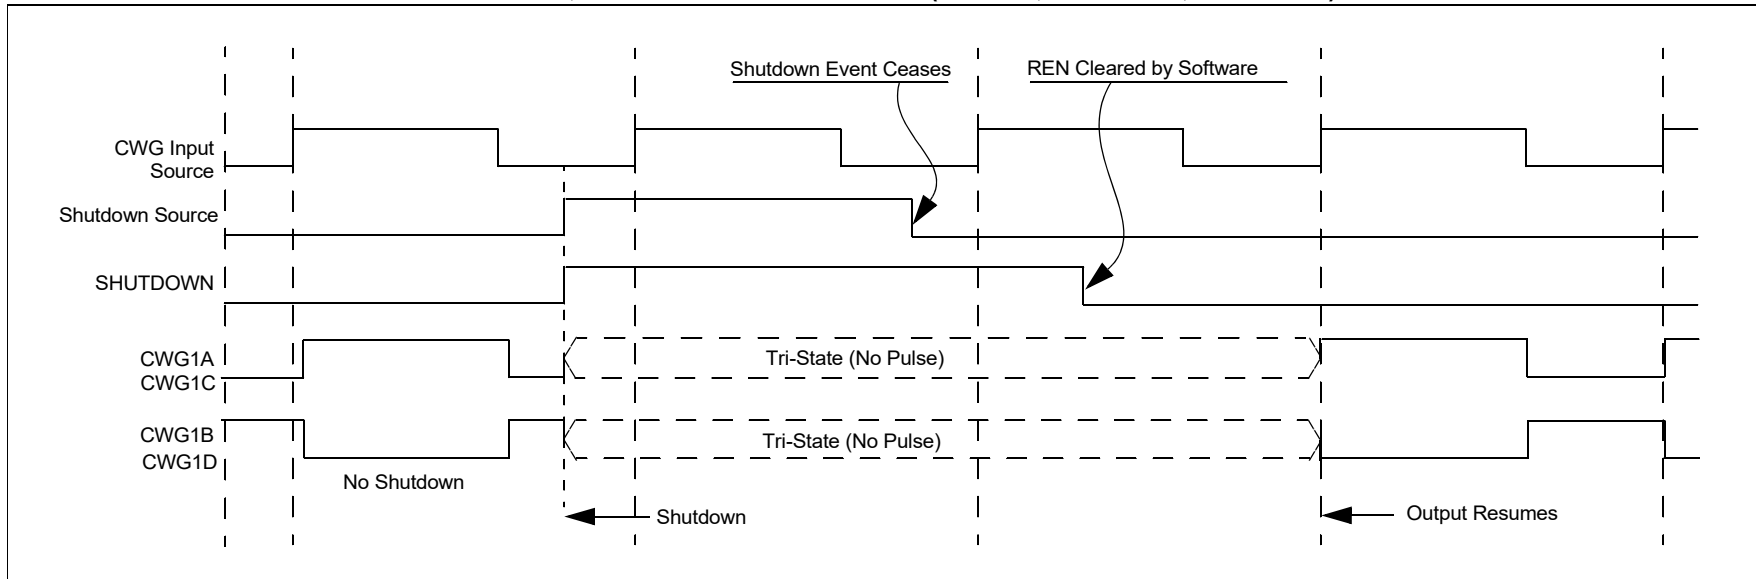 Shutdown Event Ceases
REN Cleared by Software
CWG Input
Source
Shutdown Source
SHUTDOWN
CWG1A
CWG1C
Tri-State (No Pulse)
CWG1B
CWG1D
Tri-State (No Pulse)
No Shutdown
Shutdown
Output Resumes